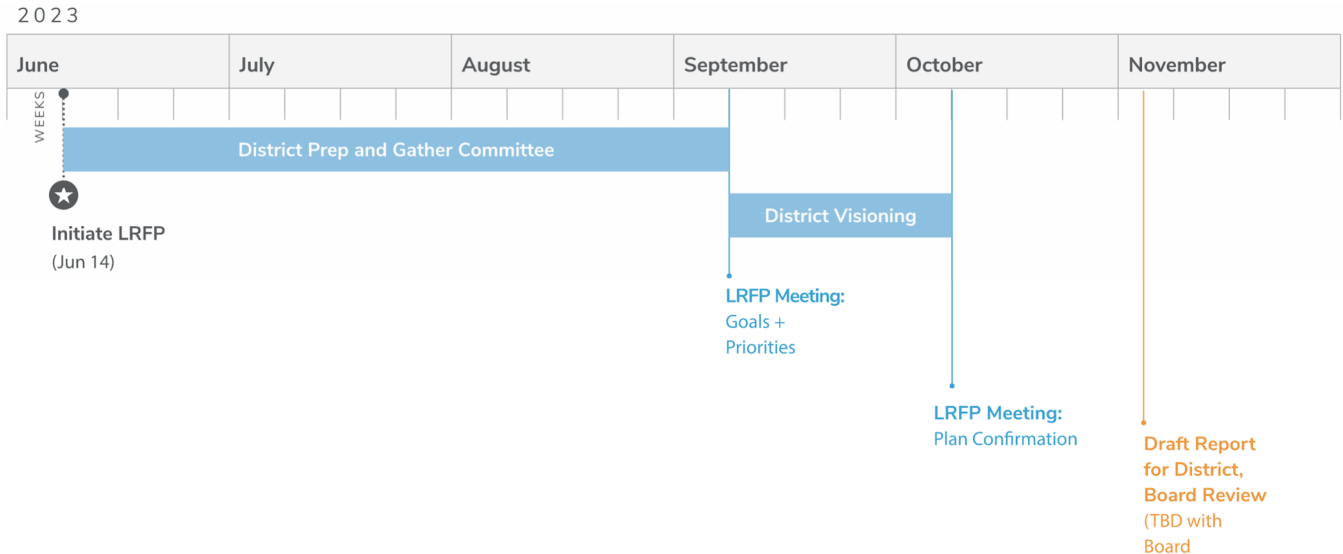 2023
June
July
August
September
October
November
WEEKS
District Prep and Gather Committee
District Visioning
Initiate LRFP
(Jun 14)
LRFP Meeting:
Goals +
Priorities
LRFP Meeting:
Plan Confirmation
Draft Report
for District,
Board Review
(TBD with
Board